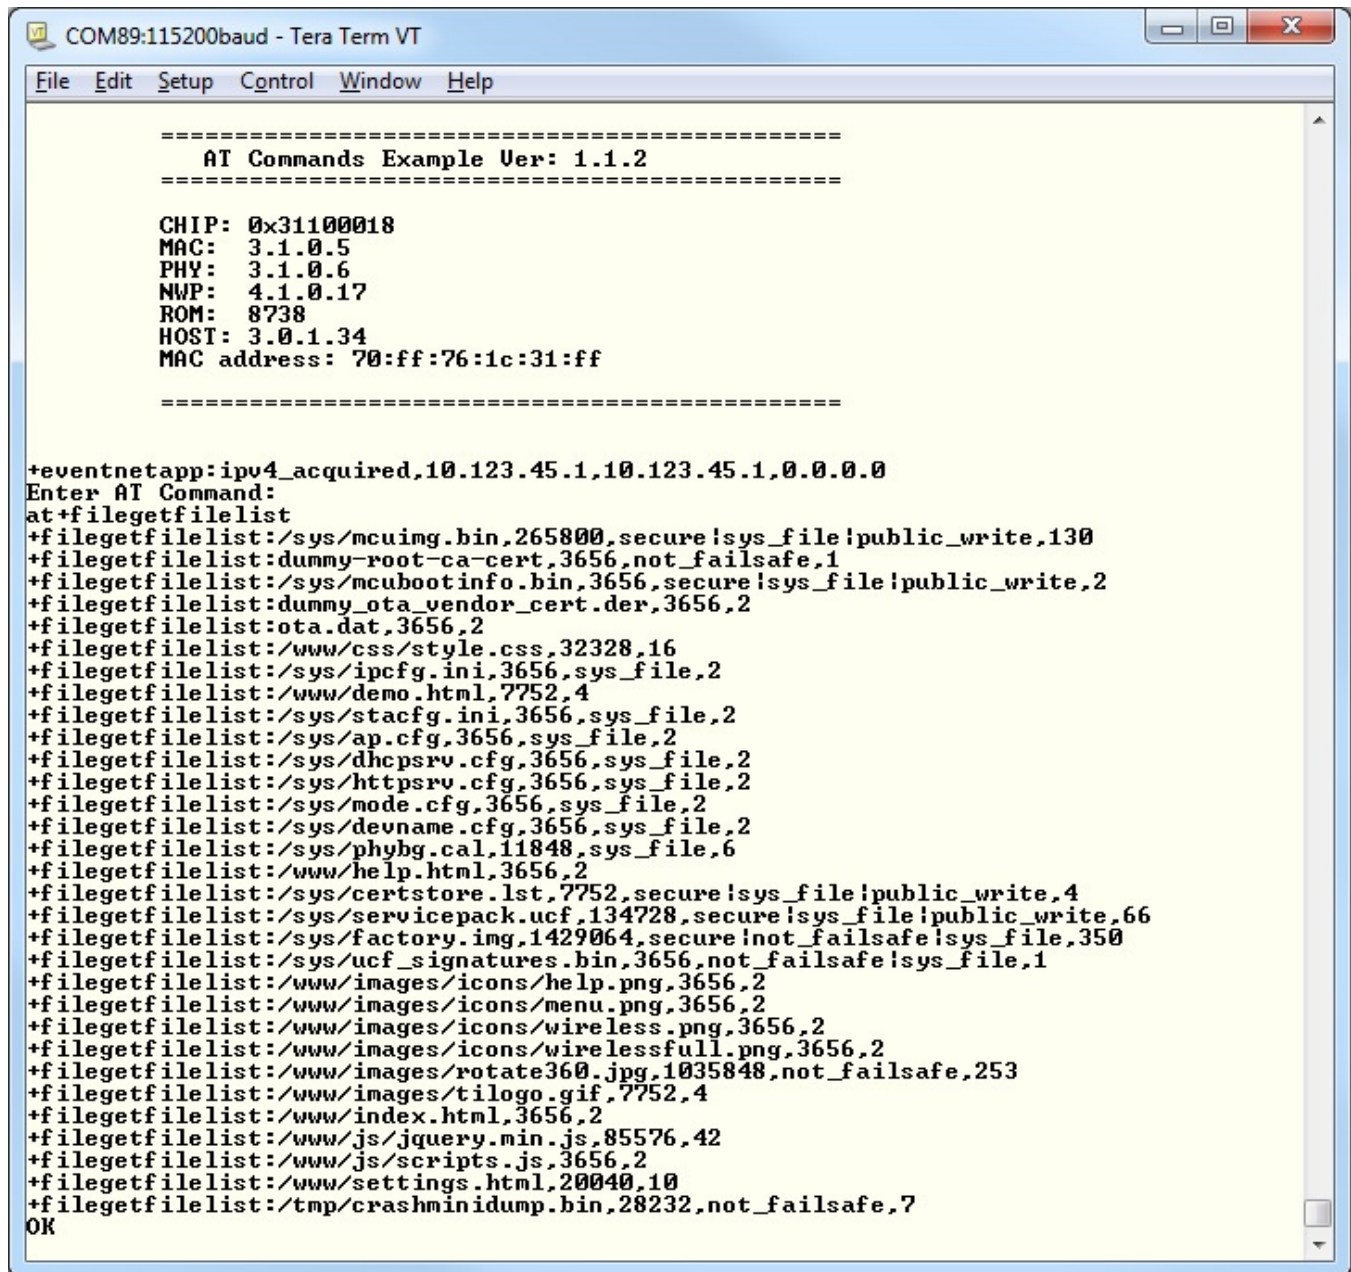 COM89:115200baud - Tera Term VT
File Edit Setup Control Window Help
==============================================
AT Commands Example Ver: 1.1.2
==============================================
CHIP: 0x31100018
MAC: 3.1.0.5
PHY: 3.1.0.6
NWP: 4.1.0.17
ROM: 8738
HOST: 3.0.1.34
MAC address: 70:ff:76:1c:31:ff
==============================================
+eventnetapp:ipv4_acquired,10.123.45.1,10.123.45.1,0.0.0.0
Enter AT Command:
at+filegetfilelist
+filegetfilelist:/sys/mcuimg.bin,265800,secure|sys_file|public_write,130
+filegetfilelist:dummy-root-ca-cert,3656,not_failsafe,1
+filegetfilelist:/sys/mcubootinfo.bin,3656,secure|sys_file|public_write,2
+filegetfilelist:dummy_ota_vendor_cert.der,3656,2
+filegetfilelist:ota.dat,3656,2
+filegetfilelist:/www/css/style.css,32328,16
+filegetfilelist:/sys/ipcfg.ini,3656,sys_file,2
+filegetfilelist:/www/demo.html,7752,4
+filegetfilelist:/sys/stacfg.ini,3656,sys_file,2
+filegetfilelist:/sys/ap.cfg,3656,sys_file,2
+filegetfilelist:/sys/dhcpsrv.cfg,3656,sys_file,2
+filegetfilelist:/sys/httpsrv.cfg,3656,sys_file,2
+filegetfilelist:/sys/mode.cfg,3656,sys_file,2
+filegetfilelist:/sys/devname.cfg,3656,sys_file,2
+filegetfilelist:/sys/phybg.cal,11848,sys_file,6
+filegetfilelist:/www/help.html,3656,2
+filegetfilelist:/sys/certstore.lst,7752,secure|sys_file|public_write,4
+filegetfilelist:/sys/servicepack.ucf,134728,secure|sys_file|public_write,66
+filegetfilelist:/sys/factory.img,1429064,secure|not_failsafe|sys_file,350
+filegetfilelist:/sys/ucf_signatures.bin,3656,not_failsafe|sys_file,1
+filegetfilelist:/www/images/icons/help.png,3656,2
+filegetfilelist:/www/images/icons/menu.png,3656,2
+filegetfilelist:/www/images/icons/wireless.png,3656,2
+filegetfilelist:/www/images/icons/wirelessfull.png,3656,2
+filegetfilelist:/www/images/rotate360.jpg,1035848,not_failsafe,253
+filegetfilelist:/www/images/tilogo.gif,7752,4
+filegetfilelist:/www/index.html,3656,2
+filegetfilelist:/www/js/jquery.min.js,85576,42
+filegetfilelist:/www/js/scripts.js,3656,2
+filegetfilelist:/www/settings.html,20040,10
+filegetfilelist:/tmp/crashminidump.bin,28232,not_failsafe,7
OK